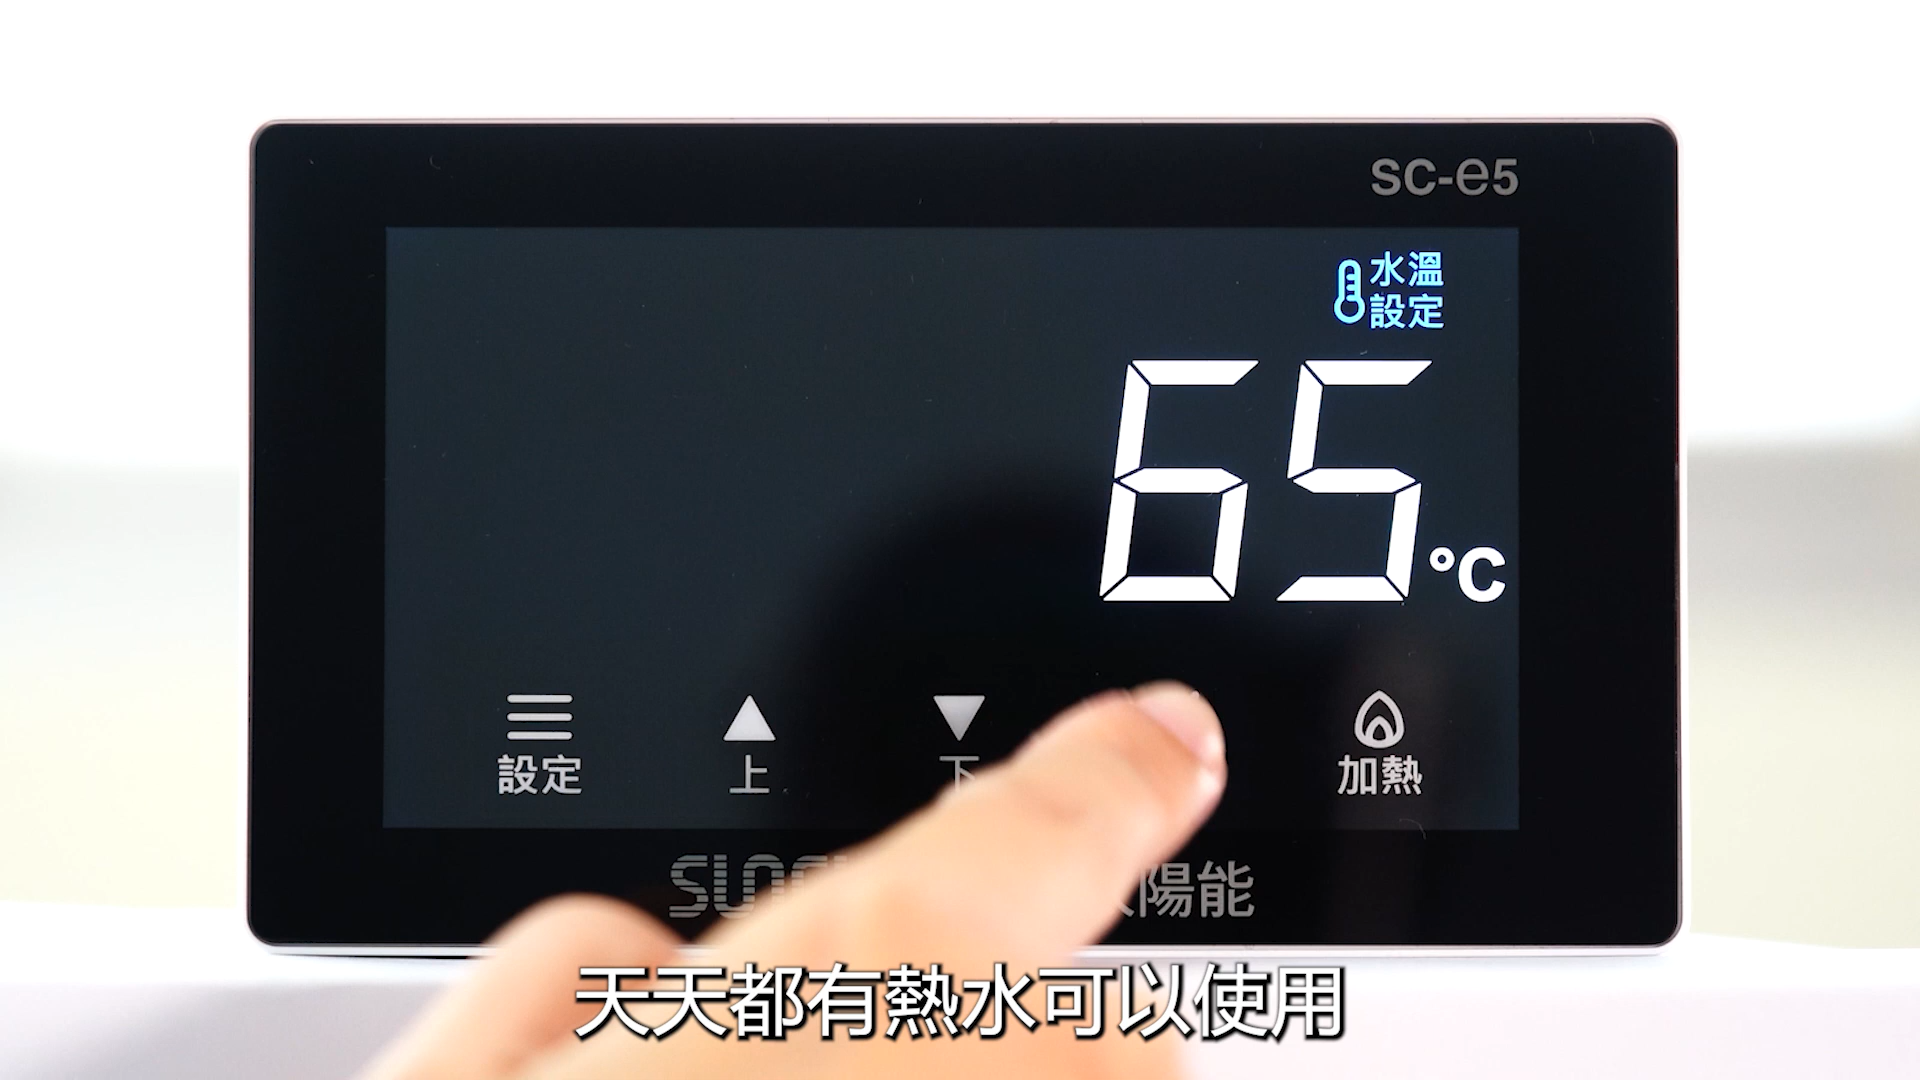 SC-e5
水溫
設定
65°C
設定 上 下 加熱
陽能
天天都有熱水可以使用